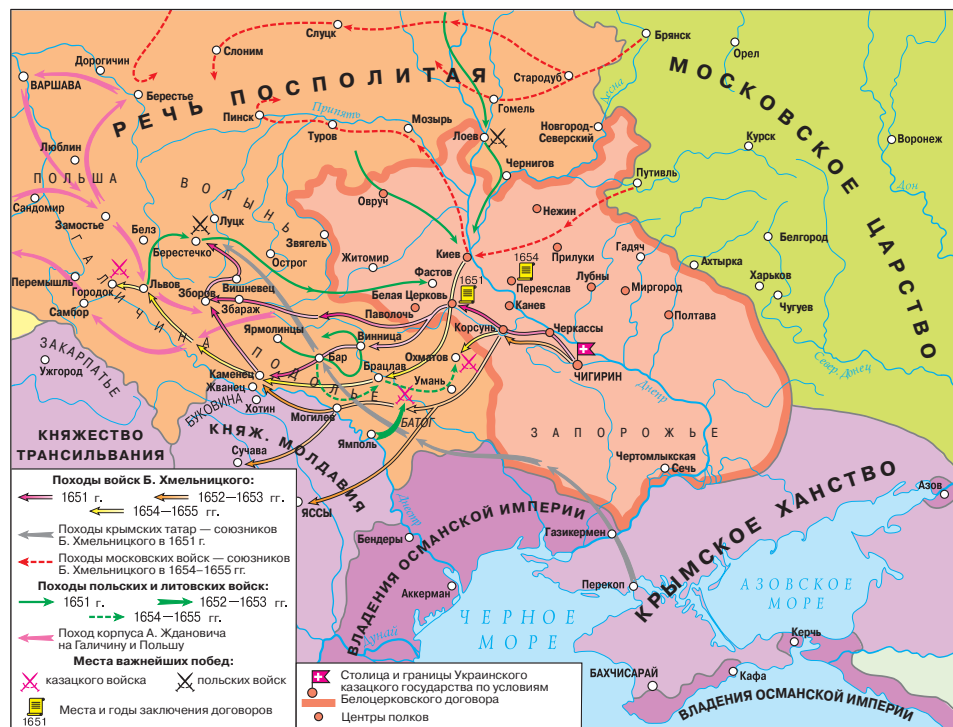 Слуцк
Брянск
Орел
Слоним
Дорогичин
ВАРШАВА
Берестье
Стародуб
Гомель
Десна
РЕЧЬ ПОСПОЛИТАЯ
МОСКОВСКОЕ ЦАРСТВО
Пинск
Припять
Туров
Мозырь
Лоев
Новгород-
Северский
Курск
Воронеж
Люблин
ПОЛЬША
Чернигов
Путивль
Дон
Сандомир
Замостье
ВОЛЫНЬ
Овруч
Нежин
Белз
Луцк
Берестечко
Звягель
Острог
Житомир
Киев
Прилуки
Гадяч
Белгород
Ахтырка
1654
Переяслав
Лубны
Миргород
Харьков
Чугуев
Перемышль
Городок
Львов
Самбор
ГАЛИЧИНА
Зборов
Вишневец
Збараж
Фастов
1651
Белая Церковь
Паволочь
Канев
Корсунь
Черкассы
Полтава
Ярмолинцы
Винница
ЗАКАРПАТЬЕ
Ужгород
ПОДОЛЬЕ
Бар
Брацлав
Охматов
Умань
ЧИГИРИН
Днепр
Север. Донец
Каменец
Жванец
Хотин
БУКОВИНА
Могилев
БАТОГ
Ямполь
ЗАПОРОЖЬЕ
Чертомлыкская
Сечь
КНЯЖЕСТВО
ТРАНСИЛЬВАНИЯ
КНЯЖ. МОЛДАВИЯ
Сучава
ЯССЫ
Днестр
Бендеры
Аккерман
Дунай
ВЛАДЕНИЯ ОСМАНСКОЙ ИМПЕРИИ
Газикермен
Перекоп
КРЫМСКОЕ ХАНСТВО
Азов
АЗОВСКОЕ
МОРЕ
ЧЕРНОЕ
МОРЕ
Керчь
Кафа
БАХЧИСАРАЙ
ВЛАДЕНИЯ ОСМАНСКОЙ ИМПЕРИИ
Походы войск Б. Хмельницкого:
1651 г.
1652—1653 гг.
1654—1655 гг.
Походы крымских татар — союзников
Б. Хмельницкого в 1651 г.
Походы московских войск — союзников
Б. Хмельницкого в 1654–1655 гг.
Походы польских и литовских войск:
1651 г.
1652—1653 гг.
1654—1655 гг.
Поход корпуса А. Ждановича
на Галичину и Польшу
Места важнейших побед:
казацкого войска
польских войск
1651
Места и годы заключения договоров
Столица и границы Украинского
казацкого государства по условиям
Белоцерковского договора
Центры полков